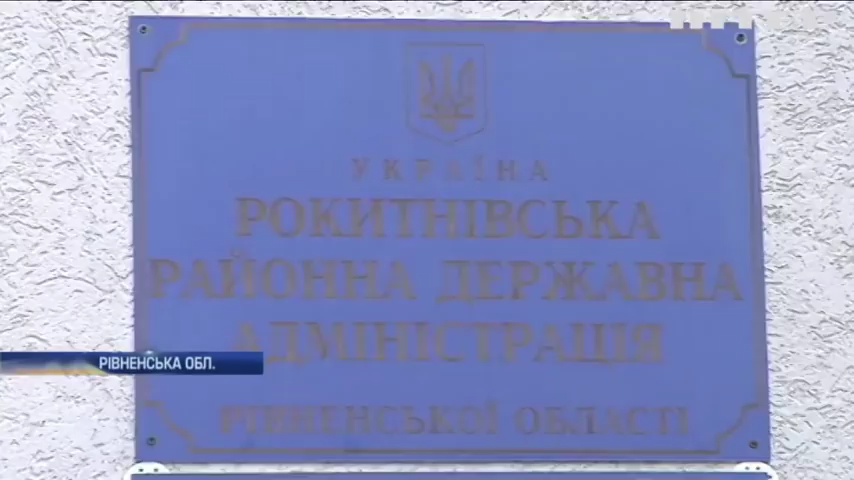 УКРАЇНА
РОКИТНІВСЬКА
РАЙОННА ДЕРЖАВНА
АДМІНІСТРАЦІЯ
РІВНЕНСЬКА ОБЛ.
РІВНЕНСЬКОЇ ОБЛАСТІ